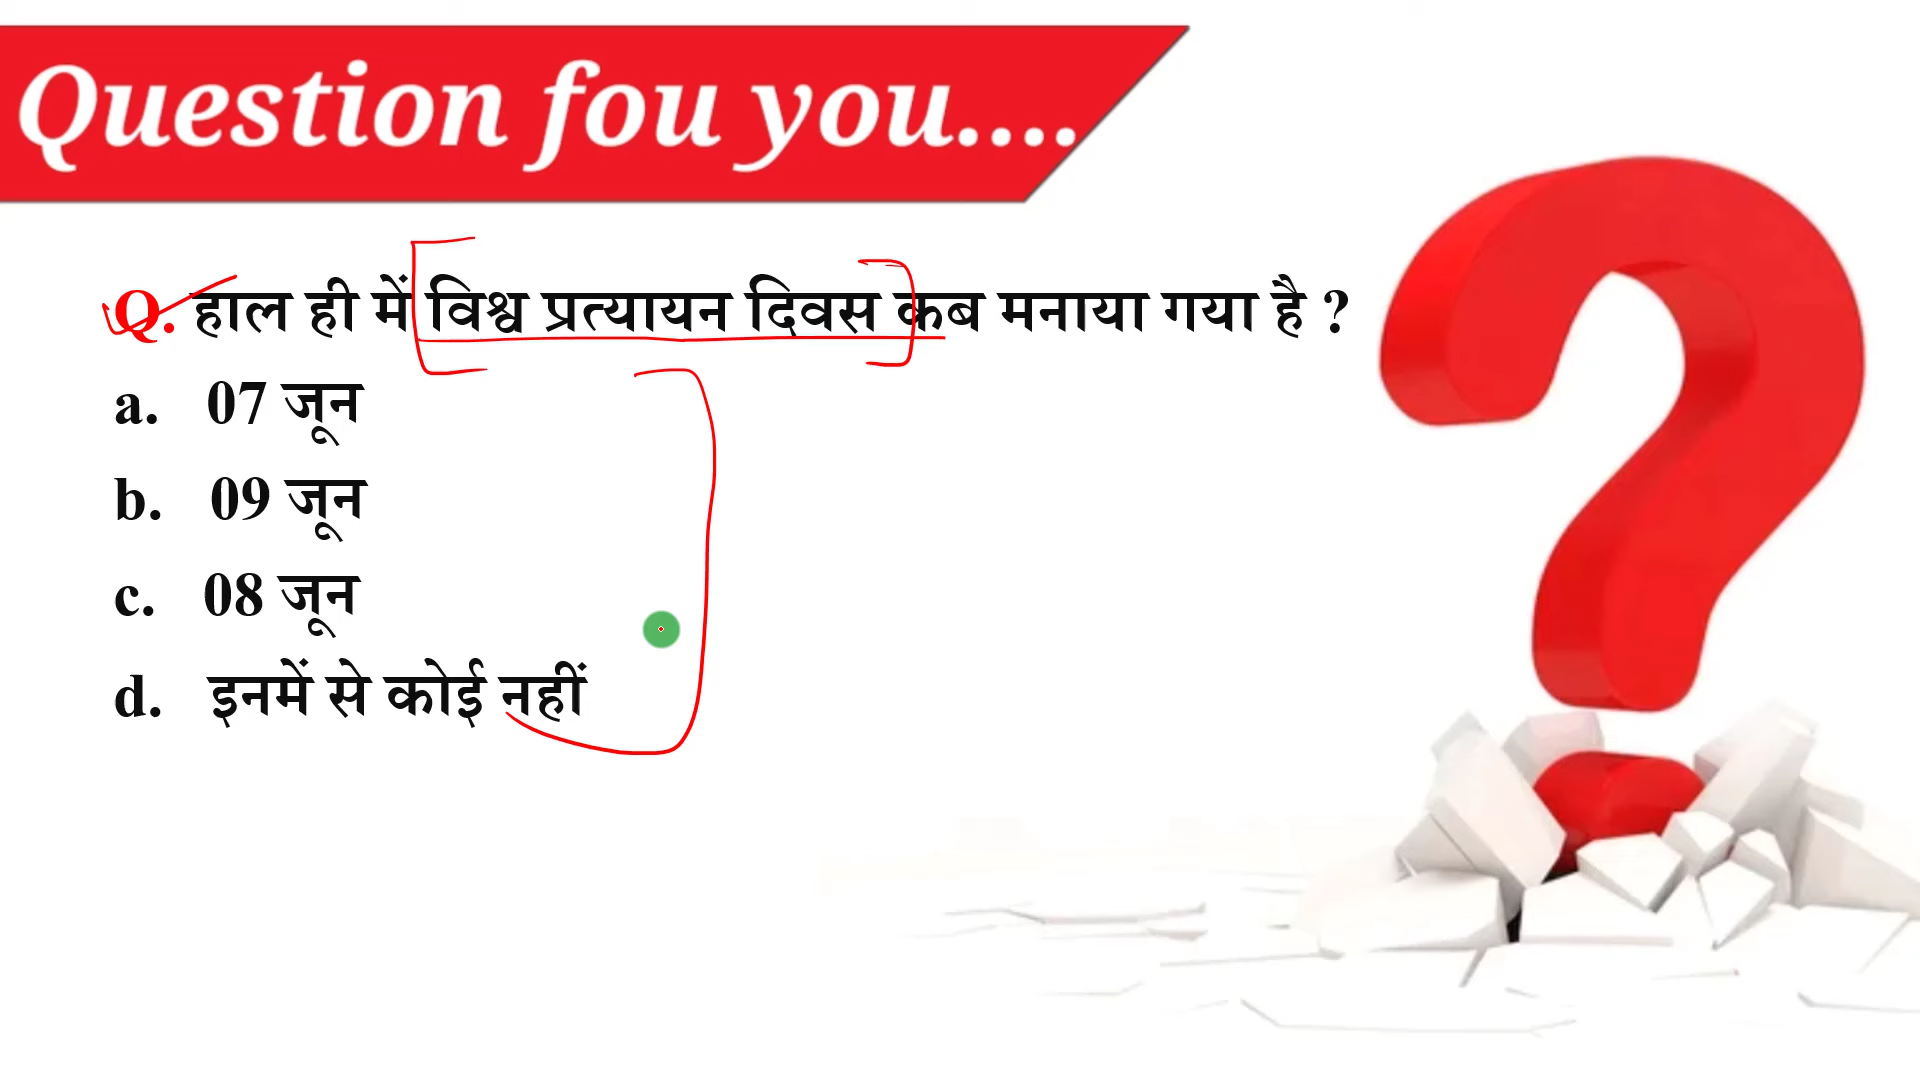 Question fou you....
Q. हाल ही में विश्व प्रत्यायन दिवस कब मनाया गया है ?
a. 07 जून
b. 09 जून
c. 08 जून
d. इनमें से कोई नहीं